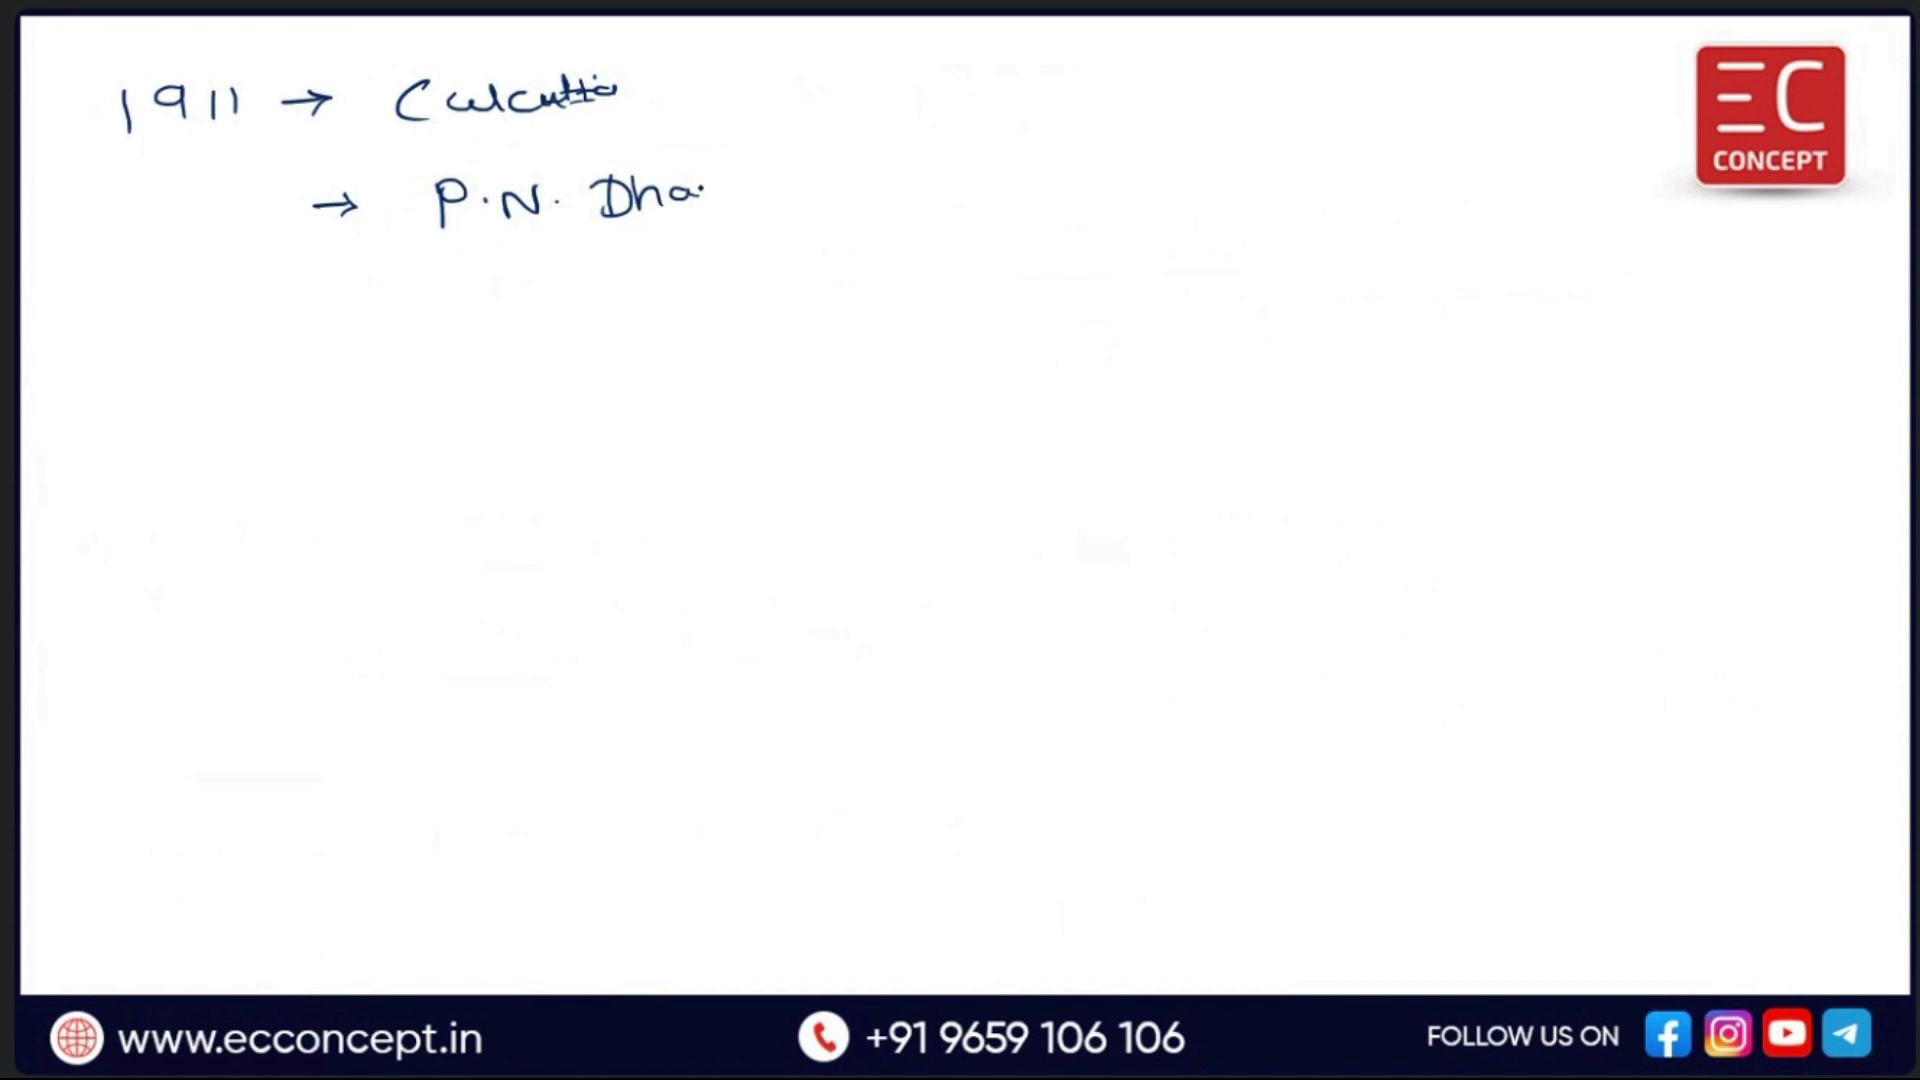 1911 → Calcutta
→ P.N. Dha
EC
CONCEPT
www.ecconcept.in
+91 9659 106 106
FOLLOW US ON